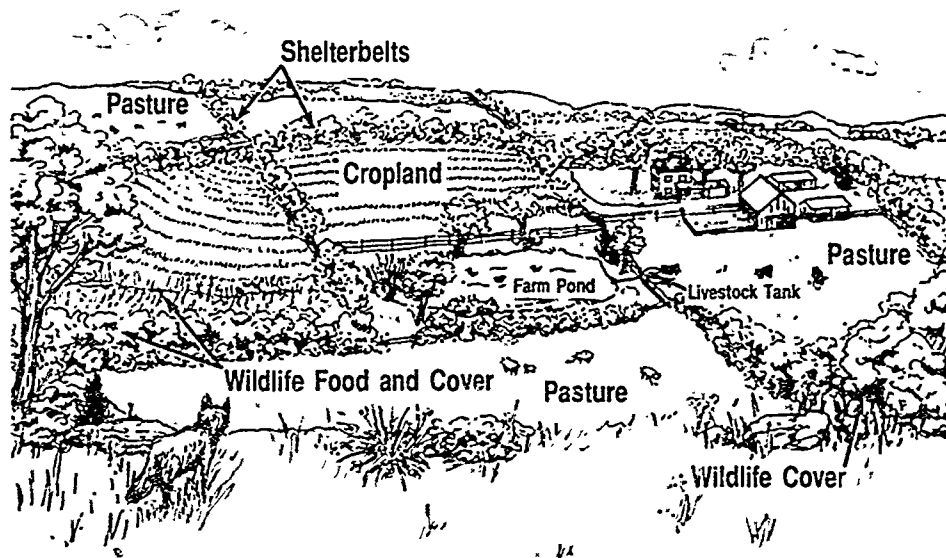 Shelterbelts
Pasture
Cropland
Pasture
Farm Pond
Livestock Tank
Wildlife Food and Cover
Pasture
Wildlife Cover